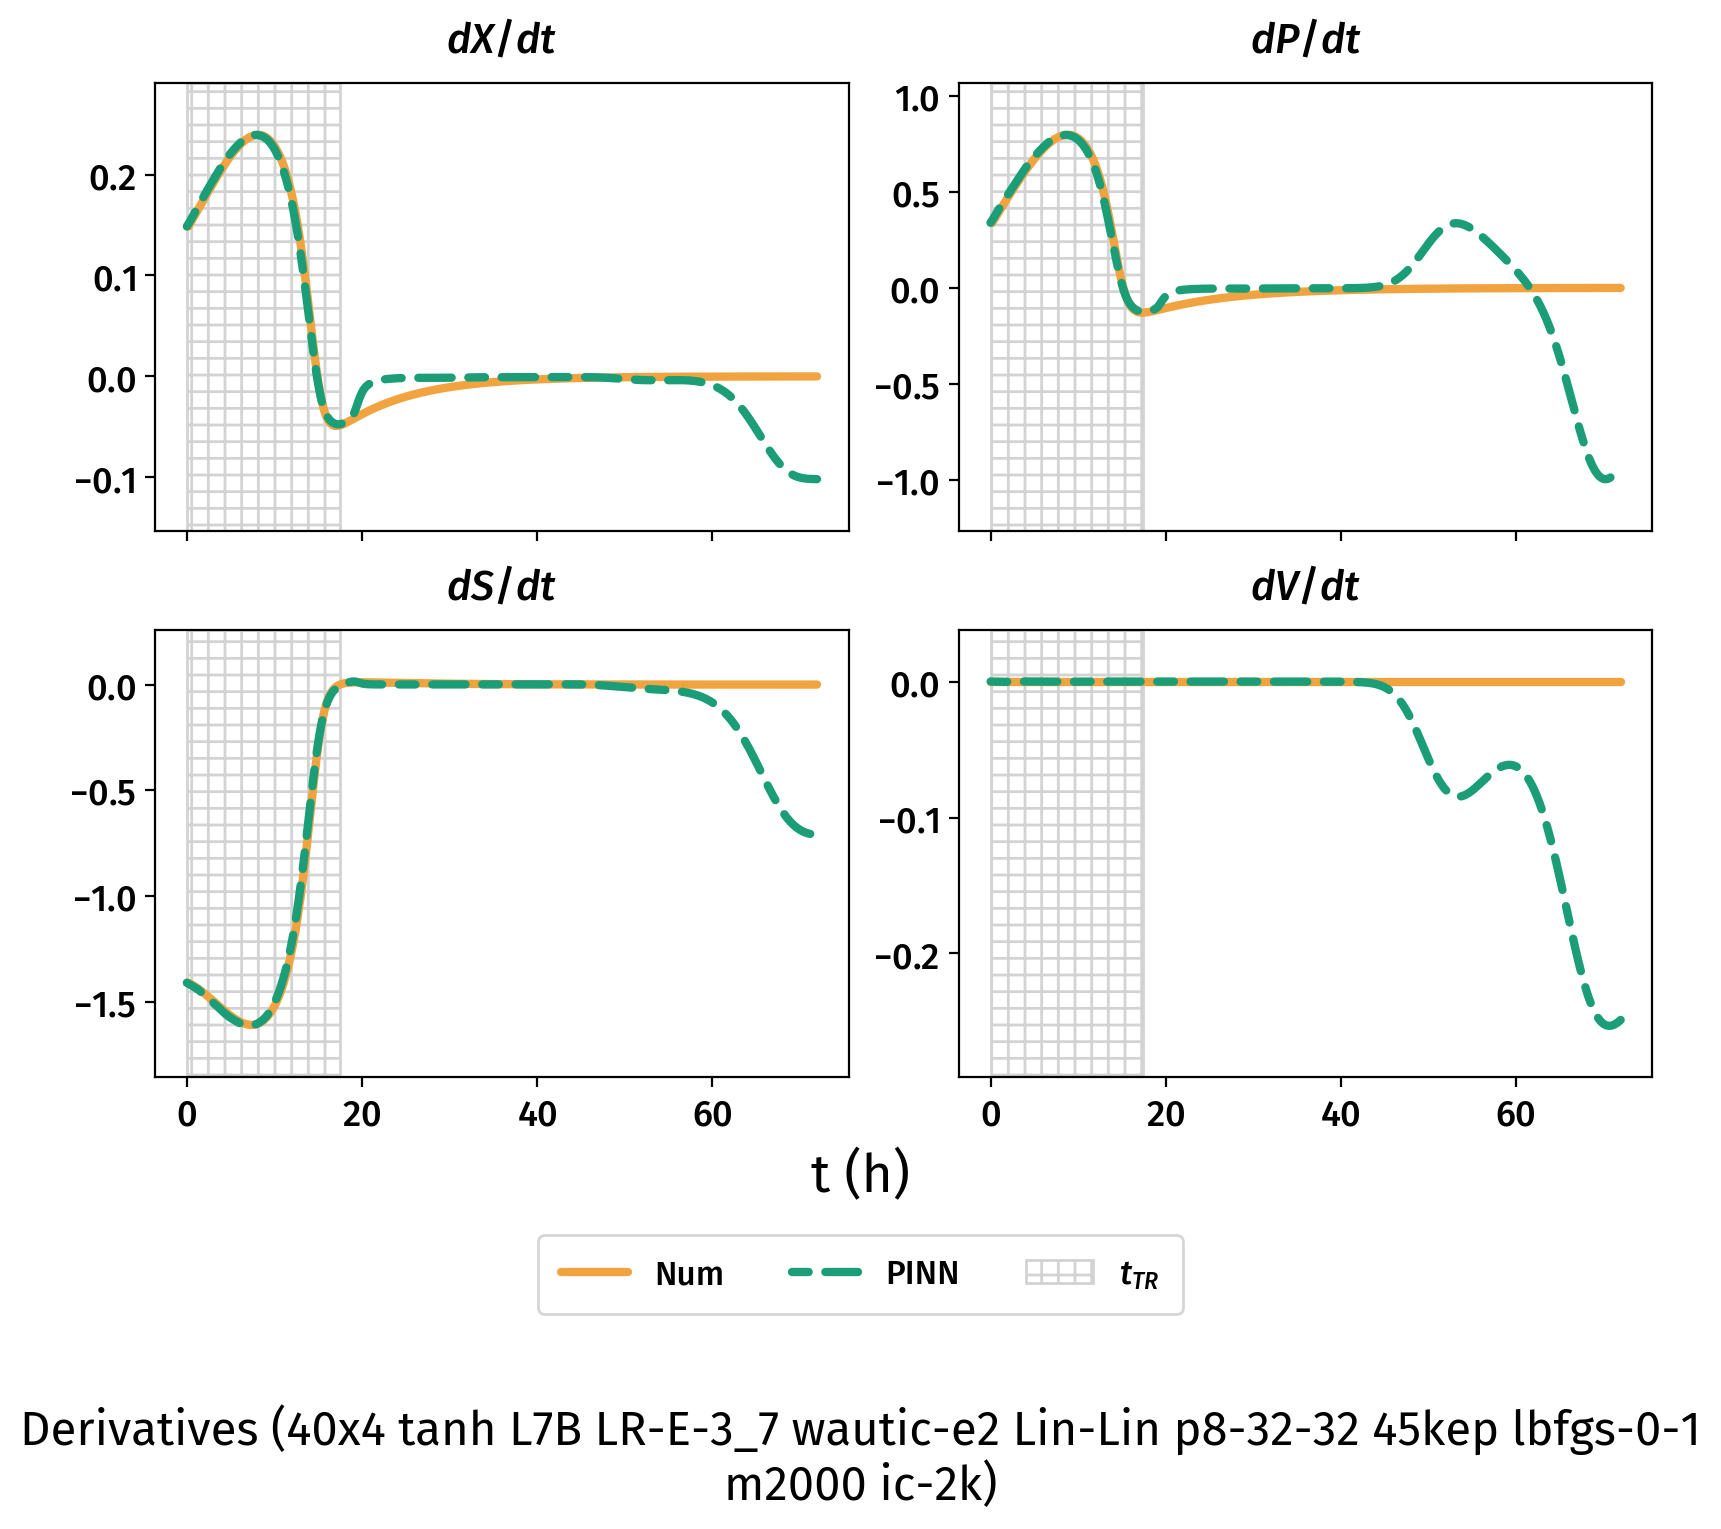 dX/dt
dP/dt
0.2
0.1
0.0
−0.1
1.0
0.5
0.0
−0.5
−1.0
dS/dt
dV/dt
0.0
−0.5
−1.0
−1.5
0.0
−0.1
−0.2
0 20 40 60
0 20 40 60
t (h)
Num PINN tTR
Derivatives (40x4 tanh L7B LR-E-3_7 wautic-e2 Lin-Lin p8-32-32 45kep lbfgs-0-1
m2000 ic-2k)